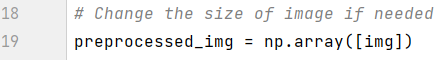 18 # Change the size of image if needed
19 preprocessed_img = np.array([img])